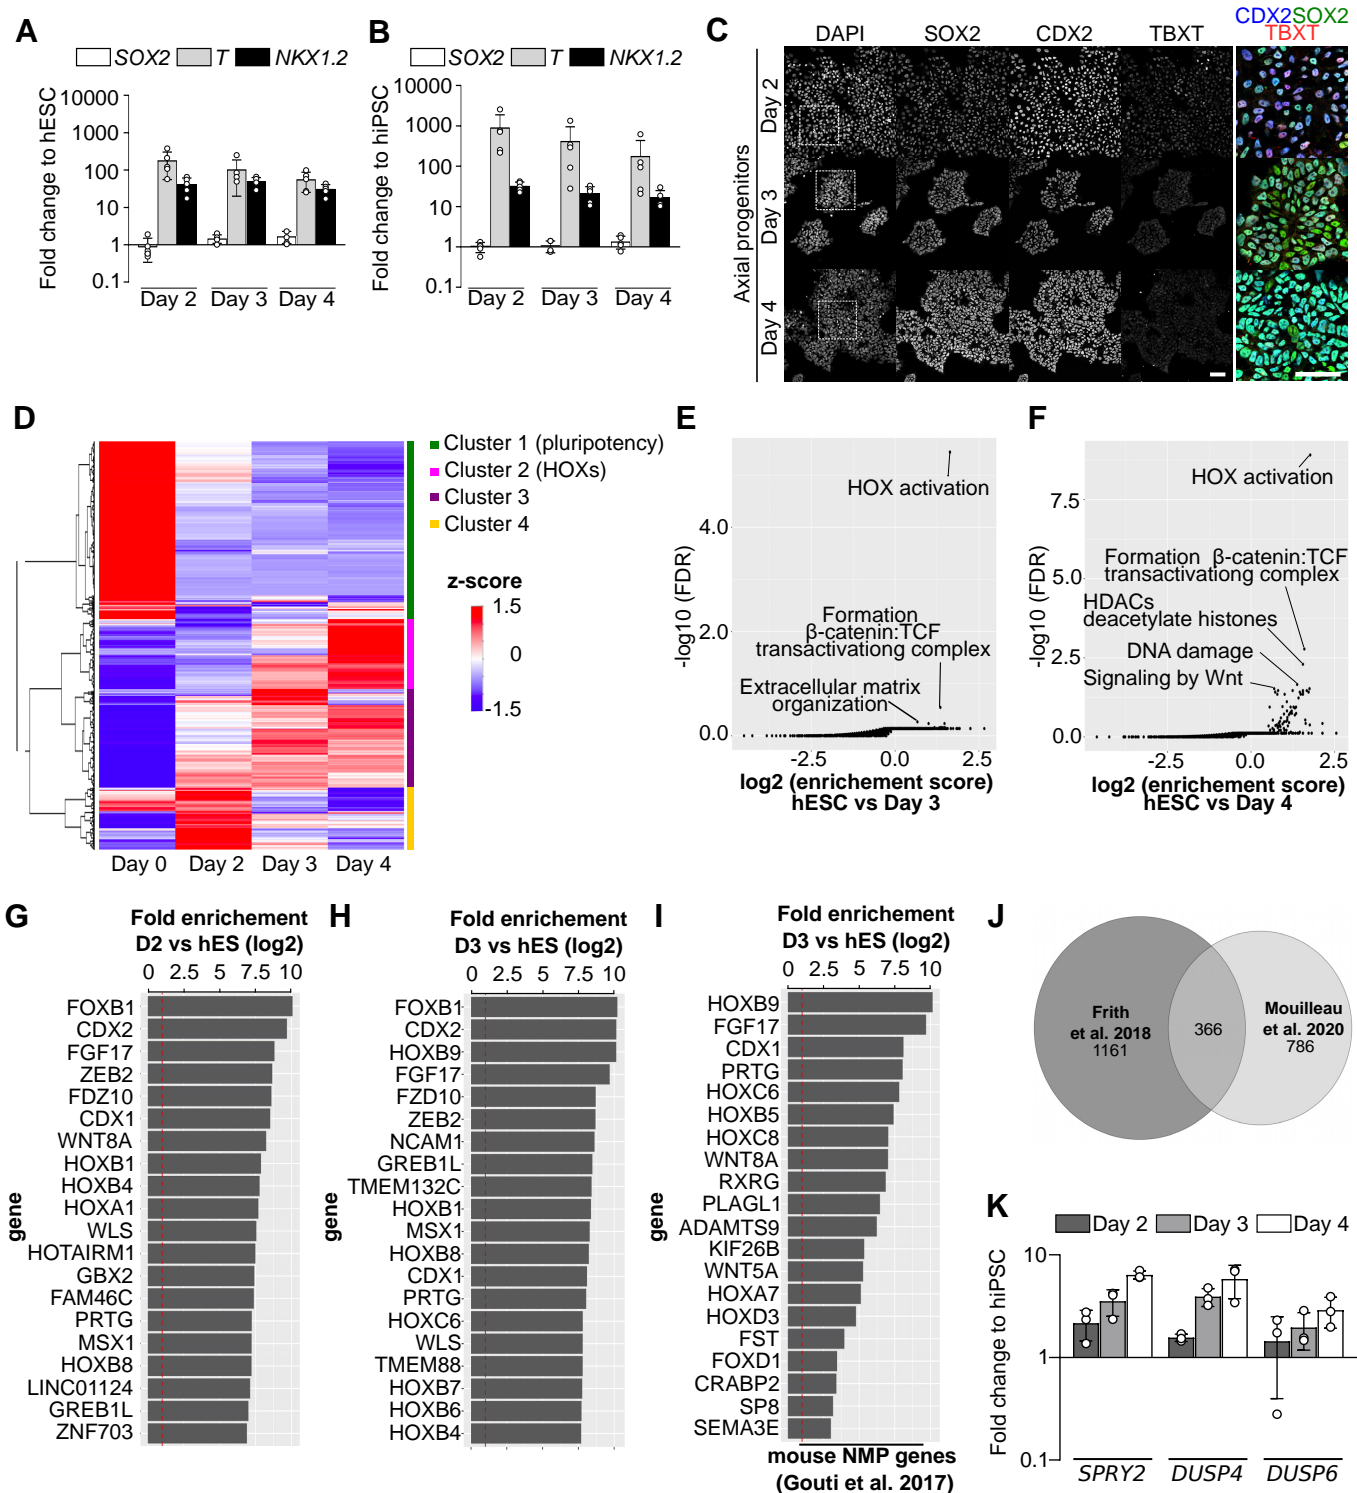 A
SOX2 T NKX1.2
Fold change to hESC
10000
1000
100
10
1
0.1
Day 2 Day 3 Day 4
B
SOX2 T NKX1.2
Fold change to hiPSC
10000
1000
100
10
1
0.1
Day 2 Day 3 Day 4
C
DAPI SOX2 CDX2 TBXT
CDX2SOX2
TBXT
Axial progenitors
Day 2
Day 3
Day 4
D
Cluster 1 (pluripotency)
Cluster 2 (HOXs)
Cluster 3
Cluster 4
z-score
1.5
0
-1.5
Day 0 Day 2 Day 3 Day 4
E
-log10 (FDR)
4.0
2.0
0.0
HOX activation
Formation
β-catenin:TCF
transactivationg complex
Extracellular matrix
organization
-2.5 0.0 2.5
log2 (enrichement score)
hESC vs Day 3
F
-log10 (FDR)
7.5
5.0
2.5
0.0
HOX activation
Formation β-catenin:TCF
transactivationg complex
HDACs
deacetylate histones
DNA damage
Signaling by Wnt
-2.5 0.0 2.5
log2 (enrichement score)
hESC vs Day 4
G
Fold enrichement
D2 vs hES (log2)
0 2.5 5 7.5 10
gene
FOXB1
CDX2
FGF17
ZEB2
FDZ10
CDX1
WNT8A
HOXB1
HOXB4
HOXA1
WLS
HOTAIRM1
GBX2
FAM46C
PRTG
MSX1
HOXB8
LINC01124
GREB1L
ZNF703
H
Fold enrichement
D3 vs hES (log2)
0 2.5 5 7.5 10
gene
FOXB1
CDX2
HOXB9
FGF17
FZD10
ZEB2
NCAM1
GREB1L
TMEM132C
HOXB1
MSX1
HOXB8
CDX1
PRTG
HOXC6
WLS
TMEM88
HOXB7
HOXB6
HOXB4
I
Fold enrichement
D3 vs hES (log2)
0 2.5 5 7.5 10
gene
HOXB9
FGF17
CDX1
PRTG
HOXC6
HOXB5
HOXC8
WNT8A
RXRG
PLAGL1
ADAMTS9
KIF26B
WNT5A
HOXA7
HOXD3
FST
FOXD1
CRABP2
SP8
SEMA3E
mouse NMP genes
(Gouti et al. 2017)
J
Frith
et al. 2018
1161
366
Mouilleau
et al. 2020
786
K
Day 2 Day 3 Day 4
Fold change to hiPSC
10
1
0.1
SPRY2 DUSP4 DUSP6